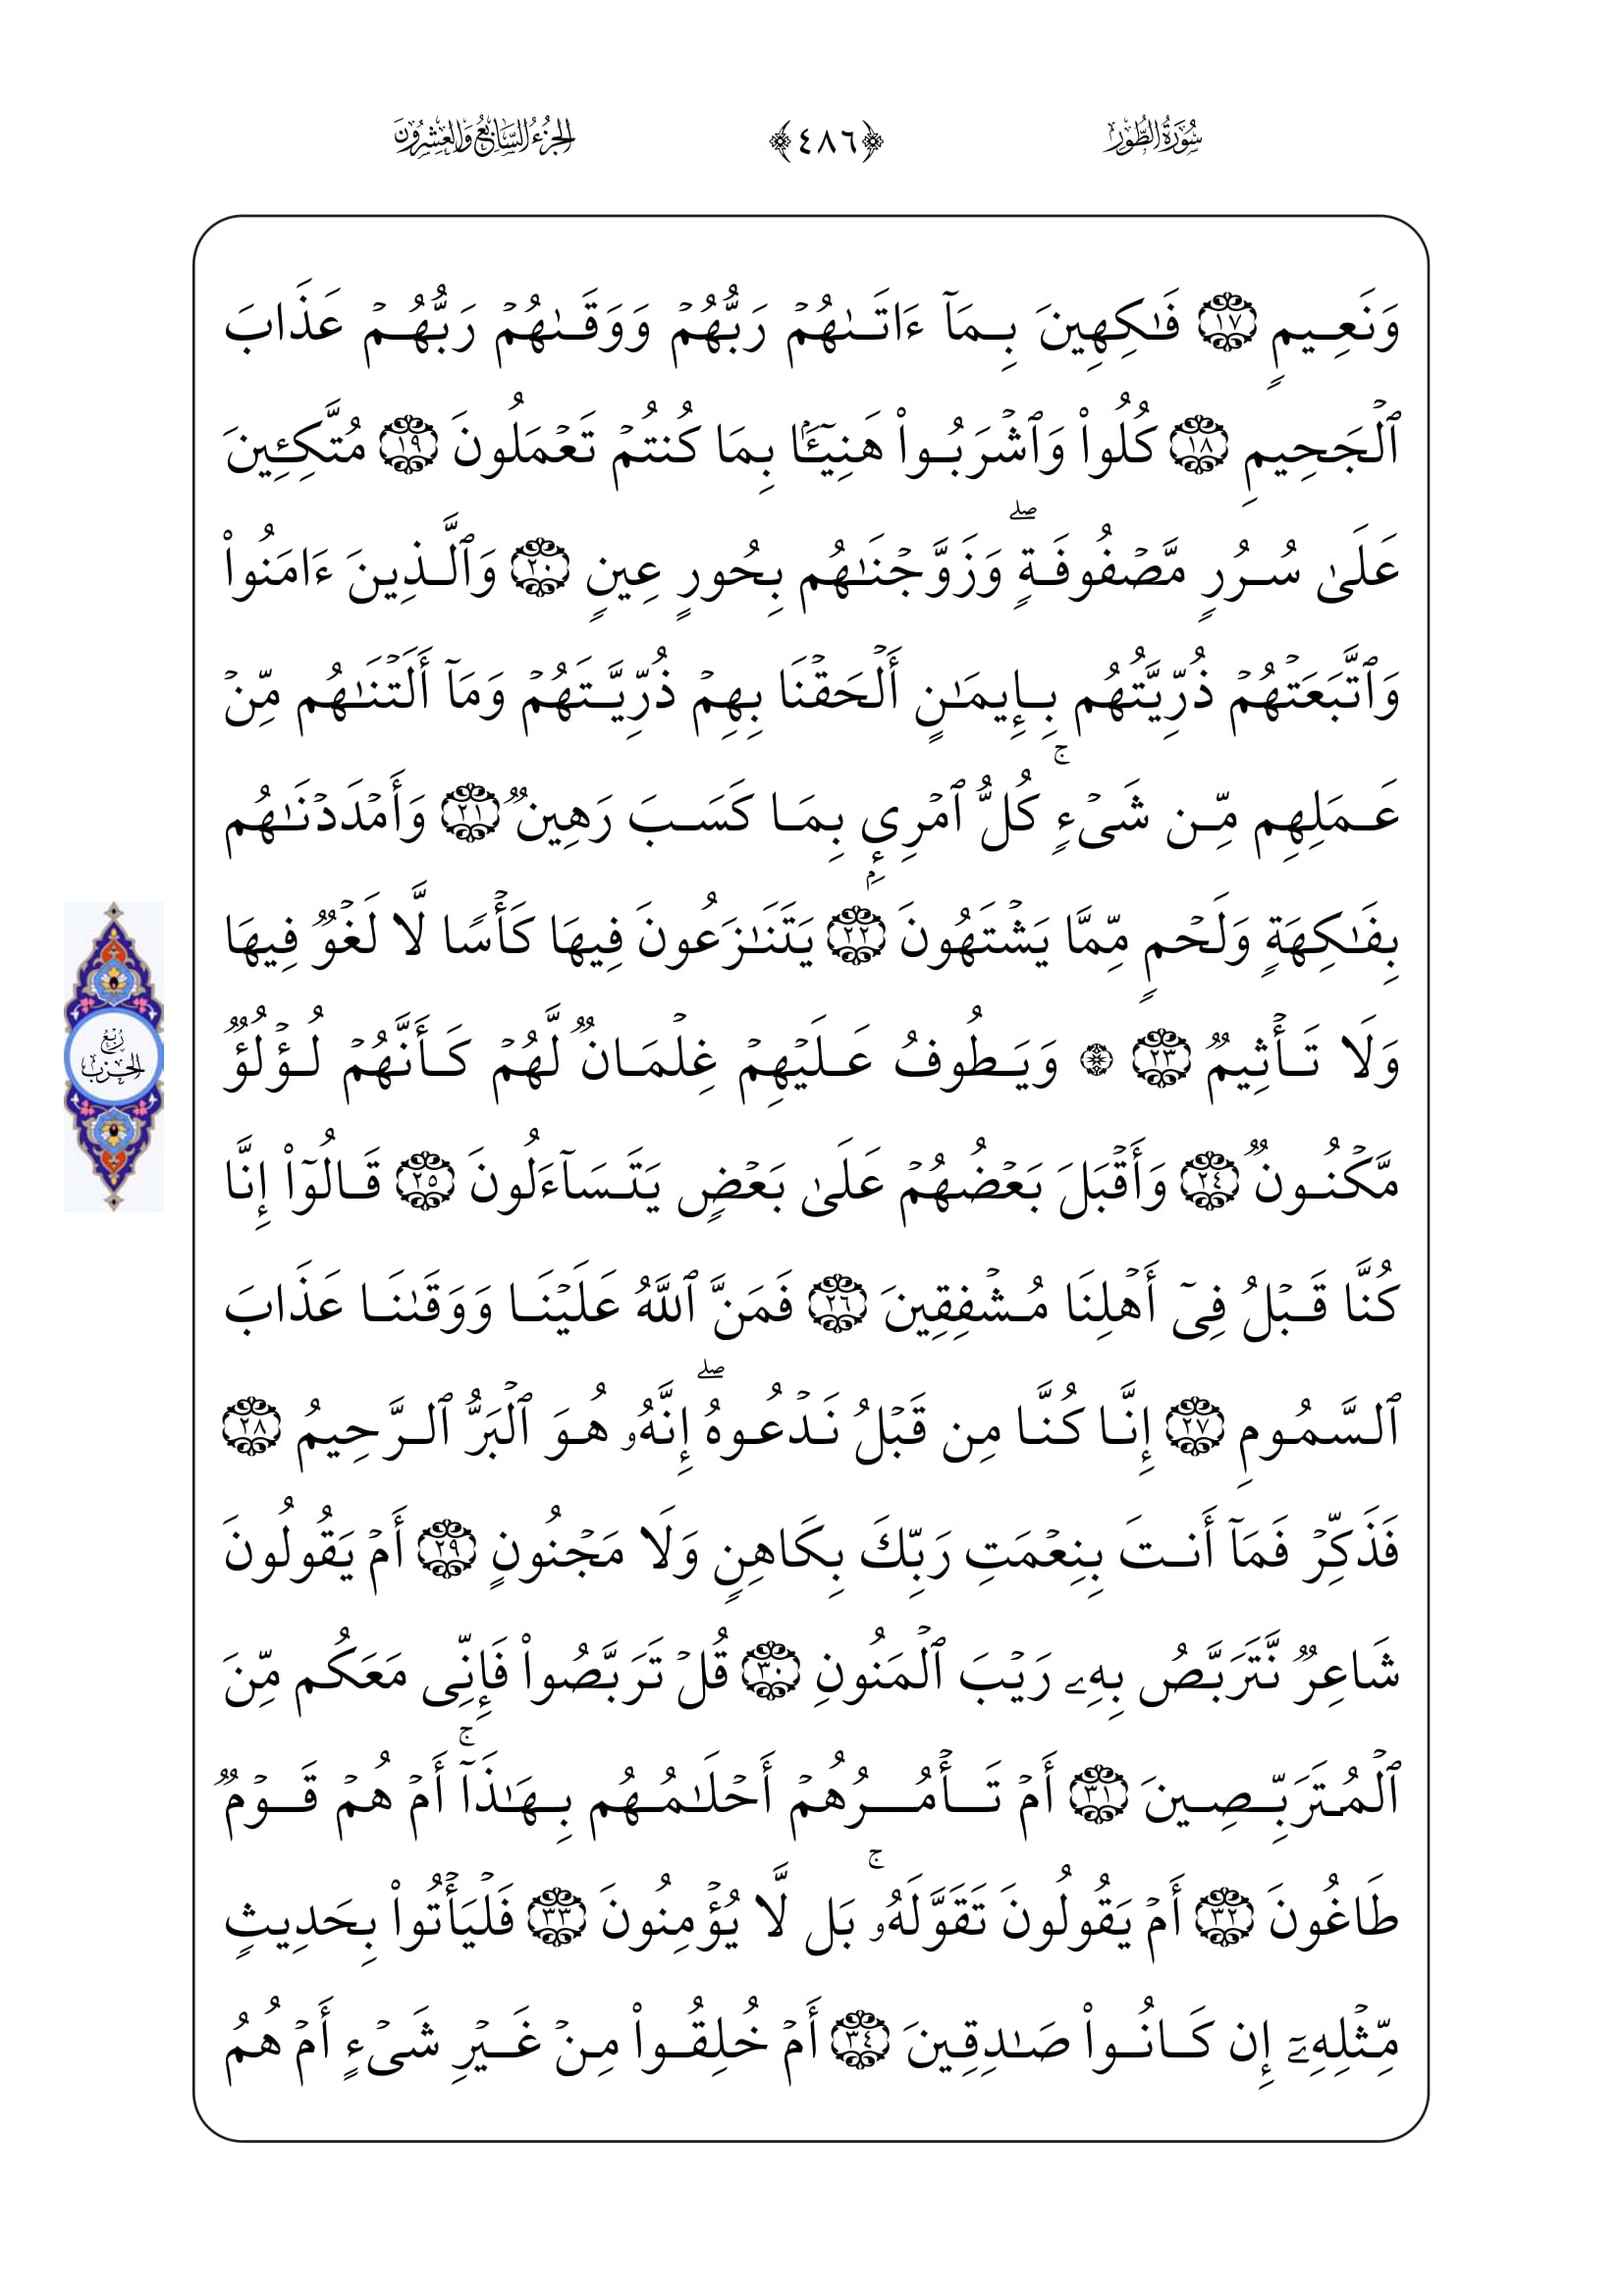 سُورَةُ الطُّورِ
﴿٤٨٦﴾
الجُزْءُ السَّابِعُ وَالعِشْرُونَ
وَنَعِيمٍ ١٧ فَٰكِهِينَ بِمَآ ءَاتَىٰهُمۡ رَبُّهُمۡ وَوَقَىٰهُمۡ رَبُّهُمۡ عَذَابَ
ٱلۡجَحِيمِ ١٨ كُلُواْ وَٱشۡرَبُواْ هَنِيٓـَٔۢا بِمَا كُنتُمۡ تَعۡمَلُونَ ١٩ مُتَّكِـِٔينَ
عَلَىٰ سُرُرٖ مَّصۡفُوفَةٖۖ وَزَوَّجۡنَٰهُم بِحُورٍ عِينٖ ٢٠ وَٱلَّذِينَ ءَامَنُواْ
وَٱتَّبَعَتۡهُمۡ ذُرِّيَّتُهُم بِإِيمَٰنٍ أَلۡحَقۡنَا بِهِمۡ ذُرِّيَّتَهُمۡ وَمَآ أَلَتۡنَٰهُم مِّنۡ
عَمَلِهِم مِّن شَيۡءٖۚ كُلُّ ٱمۡرِيِٕۭ بِمَا كَسَبَ رَهِينٞ ٢١ وَأَمۡدَدۡنَٰهُم
بِفَٰكِهَةٖ وَلَحۡمٖ مِّمَّا يَشۡتَهُونَ ٢٢ يَتَنَٰزَعُونَ فِيهَا كَأۡسٗا لَّا لَغۡوٞ فِيهَا
وَلَا تَأۡثِيمٞ ٢٣ ۞ وَيَطُوفُ عَلَيۡهِمۡ غِلۡمَانٞ لَّهُمۡ كَأَنَّهُمۡ لُؤۡلُؤٞ
رُبْعُ الحِزْبِ
مَّكۡنُونٞ ٢٤ وَأَقۡبَلَ بَعۡضُهُمۡ عَلَىٰ بَعۡضٖ يَتَسَآءَلُونَ ٢٥ قَالُوٓاْ إِنَّا
كُنَّا قَبۡلُ فِيٓ أَهۡلِنَا مُشۡفِقِينَ ٢٦ فَمَنَّ ٱللَّهُ عَلَيۡنَا وَوَقَىٰنَا عَذَابَ
ٱلسَّمُومِ ٢٧ إِنَّا كُنَّا مِن قَبۡلُ نَدۡعُوهُۖ إِنَّهُۥ هُوَ ٱلۡبَرُّ ٱلرَّحِيمُ ٢٨
فَذَكِّرۡ فَمَآ أَنتَ بِنِعۡمَتِ رَبِّكَ بِكَاهِنٖ وَلَا مَجۡنُونٍ ٢٩ أَمۡ يَقُولُونَ
شَاعِرٞ نَّتَرَبَّصُ بِهِۦ رَيۡبَ ٱلۡمَنُونِ ٣٠ قُلۡ تَرَبَّصُواْ فَإِنِّي مَعَكُم مِّنَ
ٱلۡمُتَرَبِّصِينَ ٣١ أَمۡ تَأۡمُرُهُمۡ أَحۡلَٰمُهُم بِهَٰذَآۚ أَمۡ هُمۡ قَوۡمٞ
طَاغُونَ ٣٢ أَمۡ يَقُولُونَ تَقَوَّلَهُۥۚ بَل لَّا يُؤۡمِنُونَ ٣٣ فَلۡيَأۡتُواْ بِحَدِيثٖ
مِّثۡلِهِۦٓ إِن كَانُواْ صَٰدِقِينَ ٣٤ أَمۡ خُلِقُواْ مِنۡ غَيۡرِ شَيۡءٍ أَمۡ هُمُ